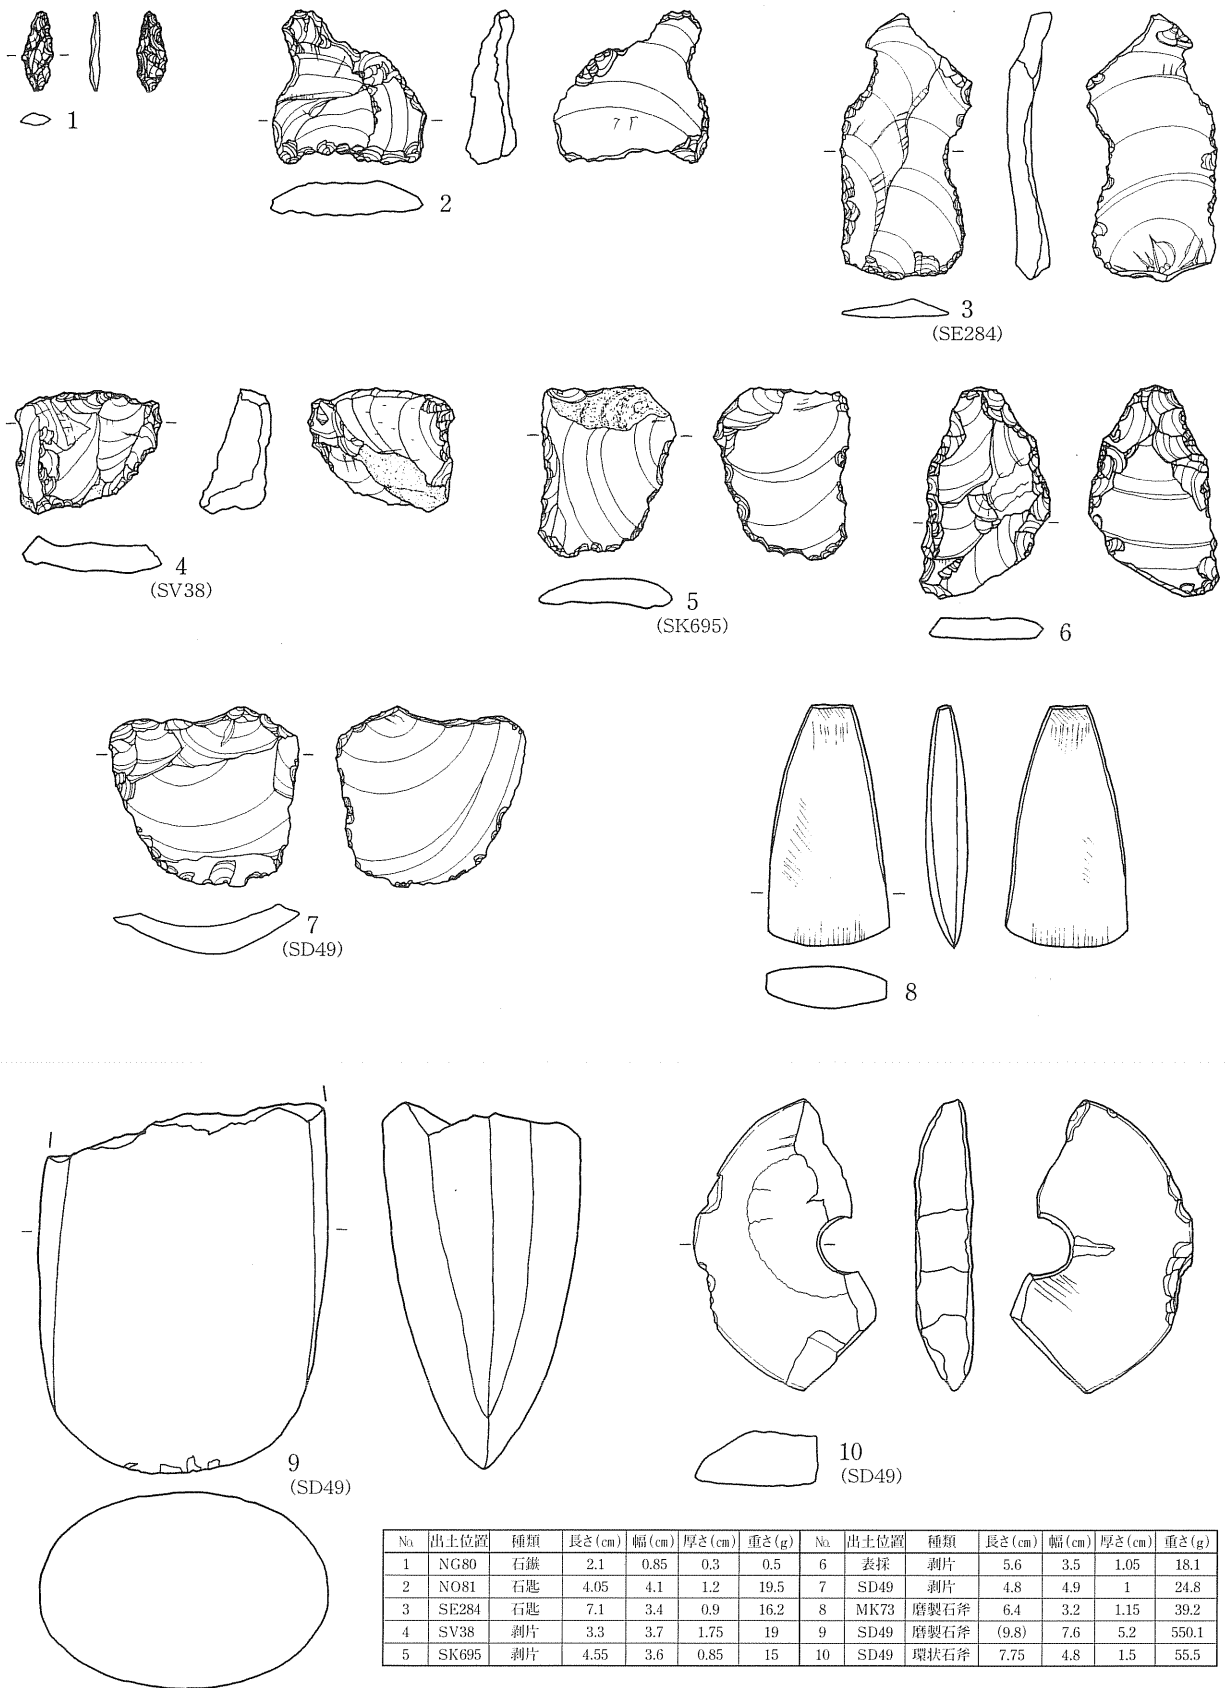 1
2
3
(SE284)
4
(SV38)
5
(SK695)
6
7
(SD49)
8
9
(SD49)
10
(SD49)
№ 出土位置 種類 長さ(㎝) 幅(㎝) 厚さ(㎝) 重さ(g) № 出土位置 種類 長さ(㎝) 幅(㎝) 厚さ(㎝) 重さ(g)
1 NG80 石鏃 2.1 0.85 0.3 0.5 6 表採 剥片 5.6 3.5 1.05 18.1
2 NO81 石匙 4.05 4.1 1.2 19.5 7 SD49 剥片 4.8 4.9 1 24.8
3 SE284 石匙 7.1 3.4 0.9 16.2 8 MK73 磨製石斧 6.4 3.2 1.15 39.2
4 SV38 剥片 3.3 3.7 1.75 19 9 SD49 磨製石斧 (9.8) 7.6 5.2 550.1
5 SK695 剥片 4.55 3.6 0.85 15 10 SD49 環状石斧 7.75 4.8 1.5 55.5